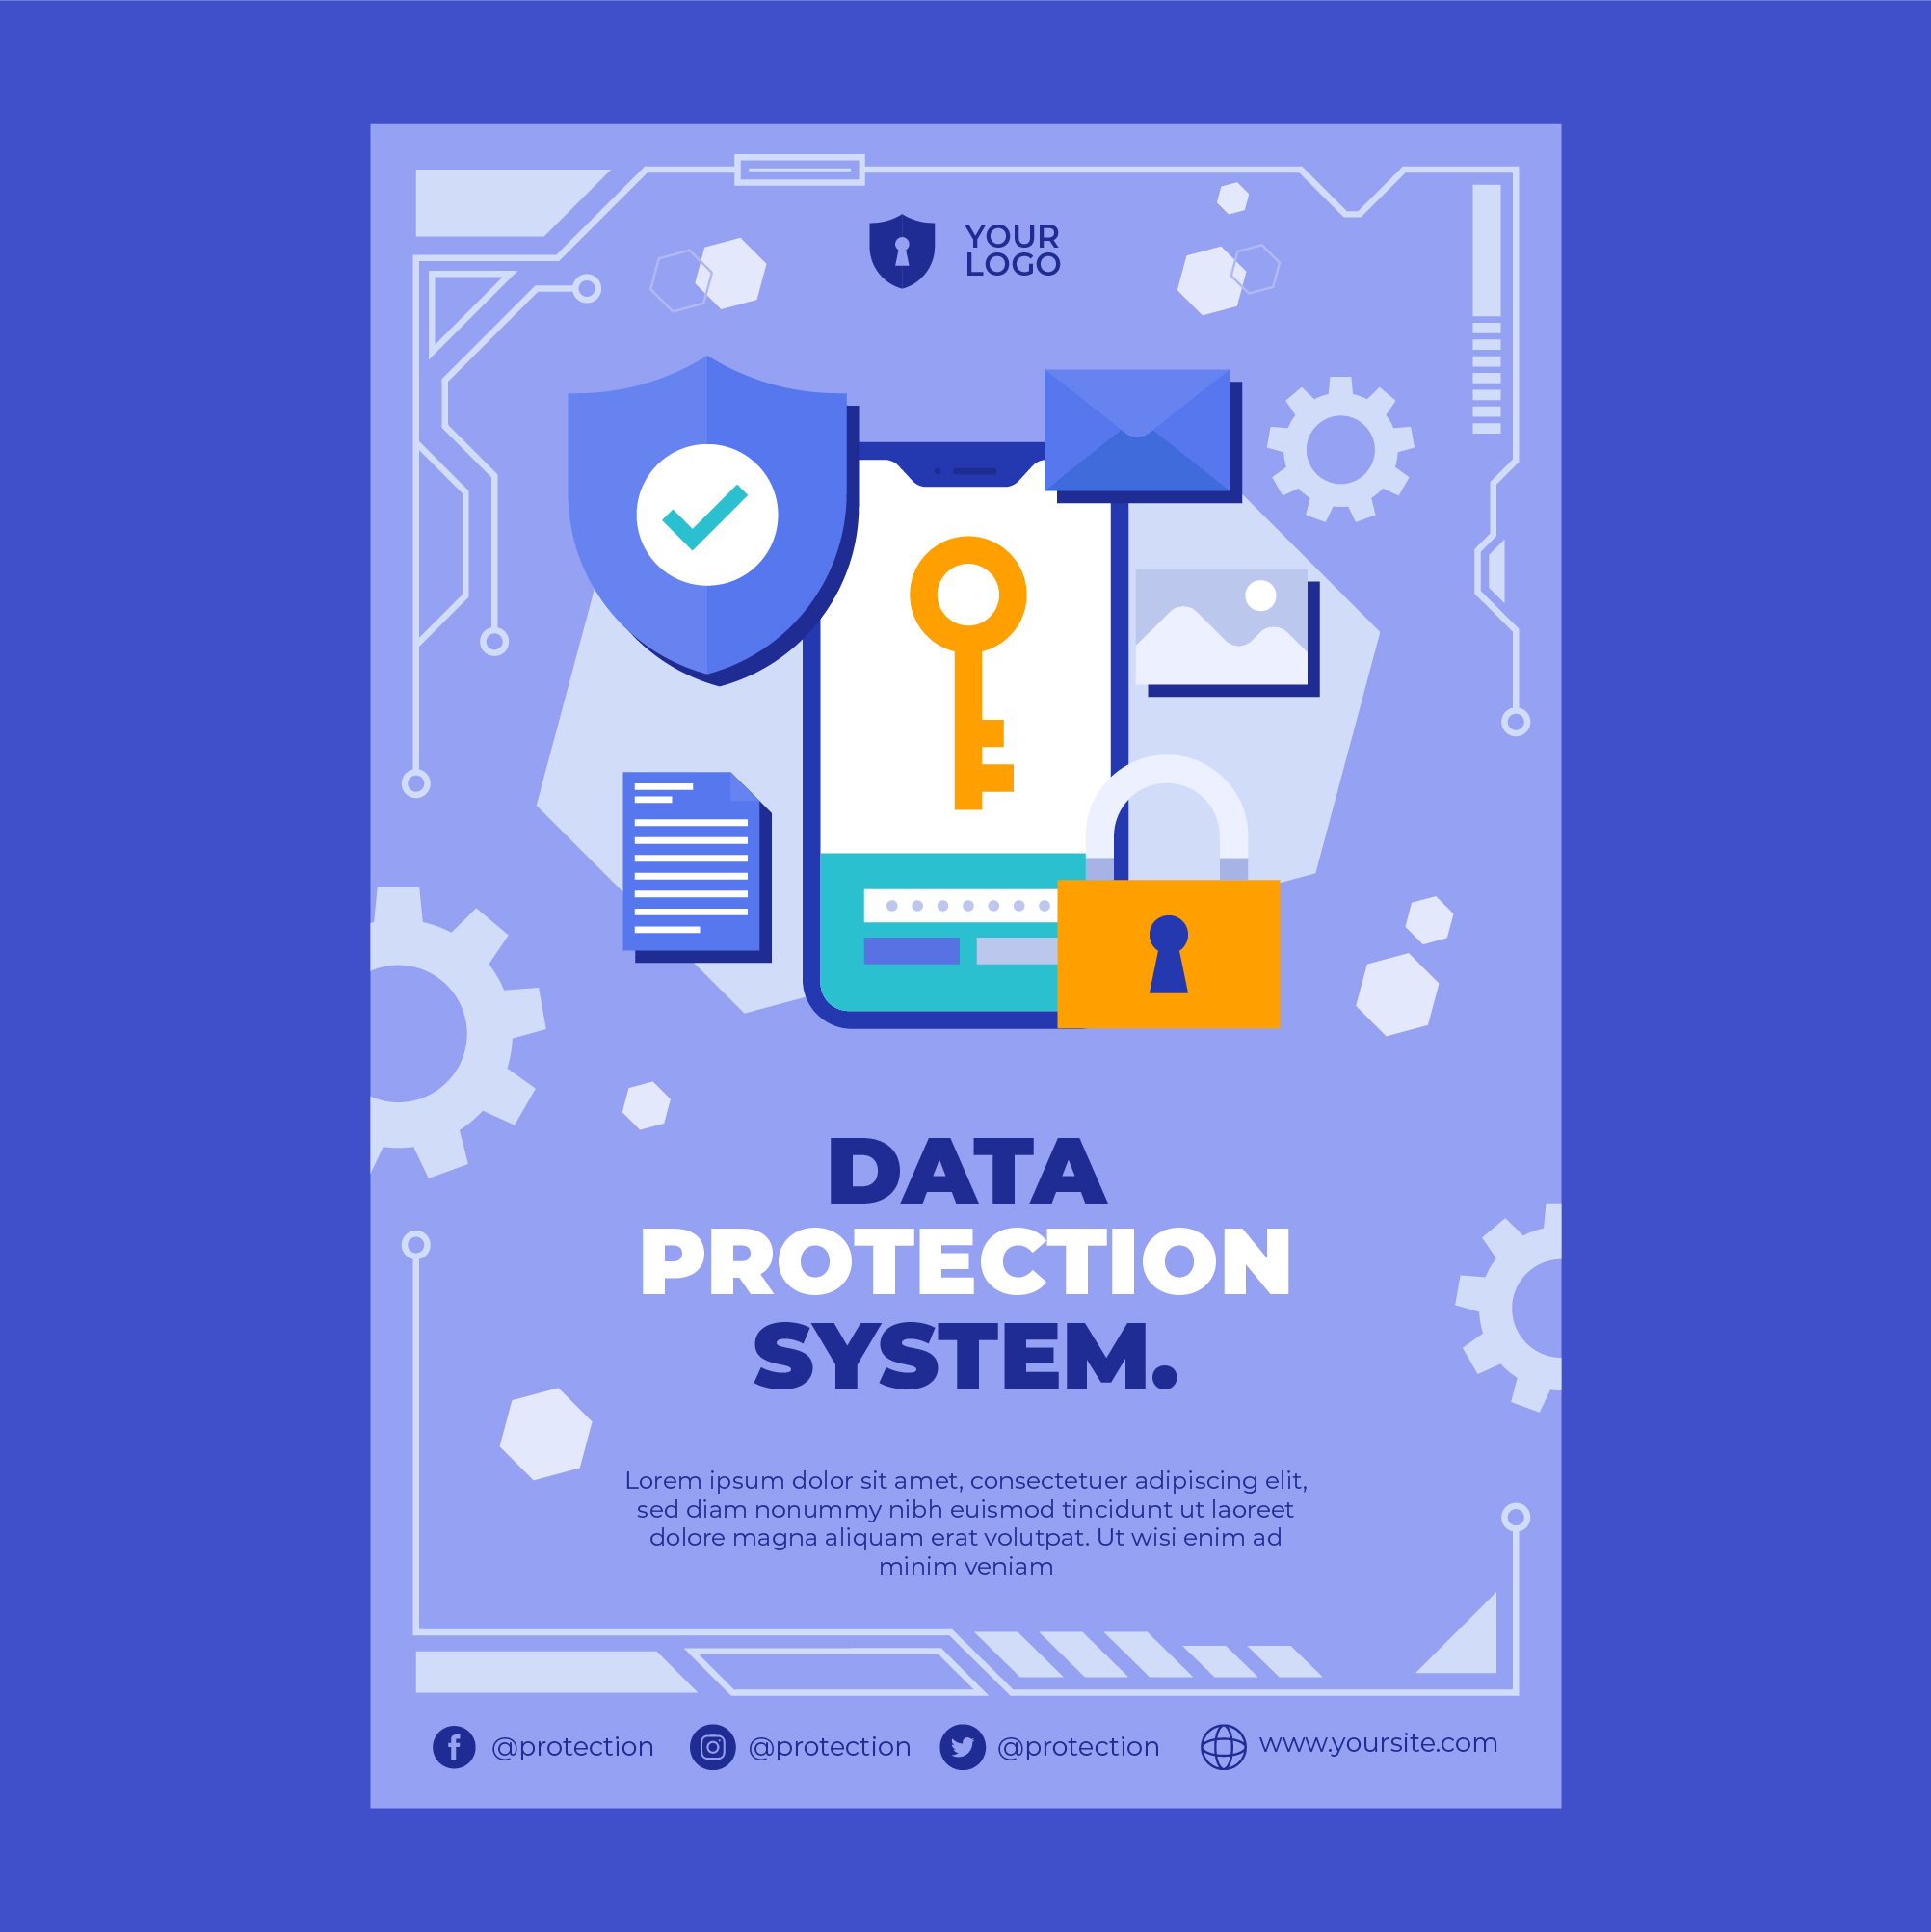 YOUR
LOGO
DATA
PROTECTION
SYSTEM.
Lorem ipsum dolor sit amet, consectetuer adipiscing elit,
sed diam nonummy nibh euismod tincidunt ut laoreet
dolore magna aliquam erat volutpat. Ut wisi enim ad
minim veniam
@protection @protection @protection www.yoursite.com